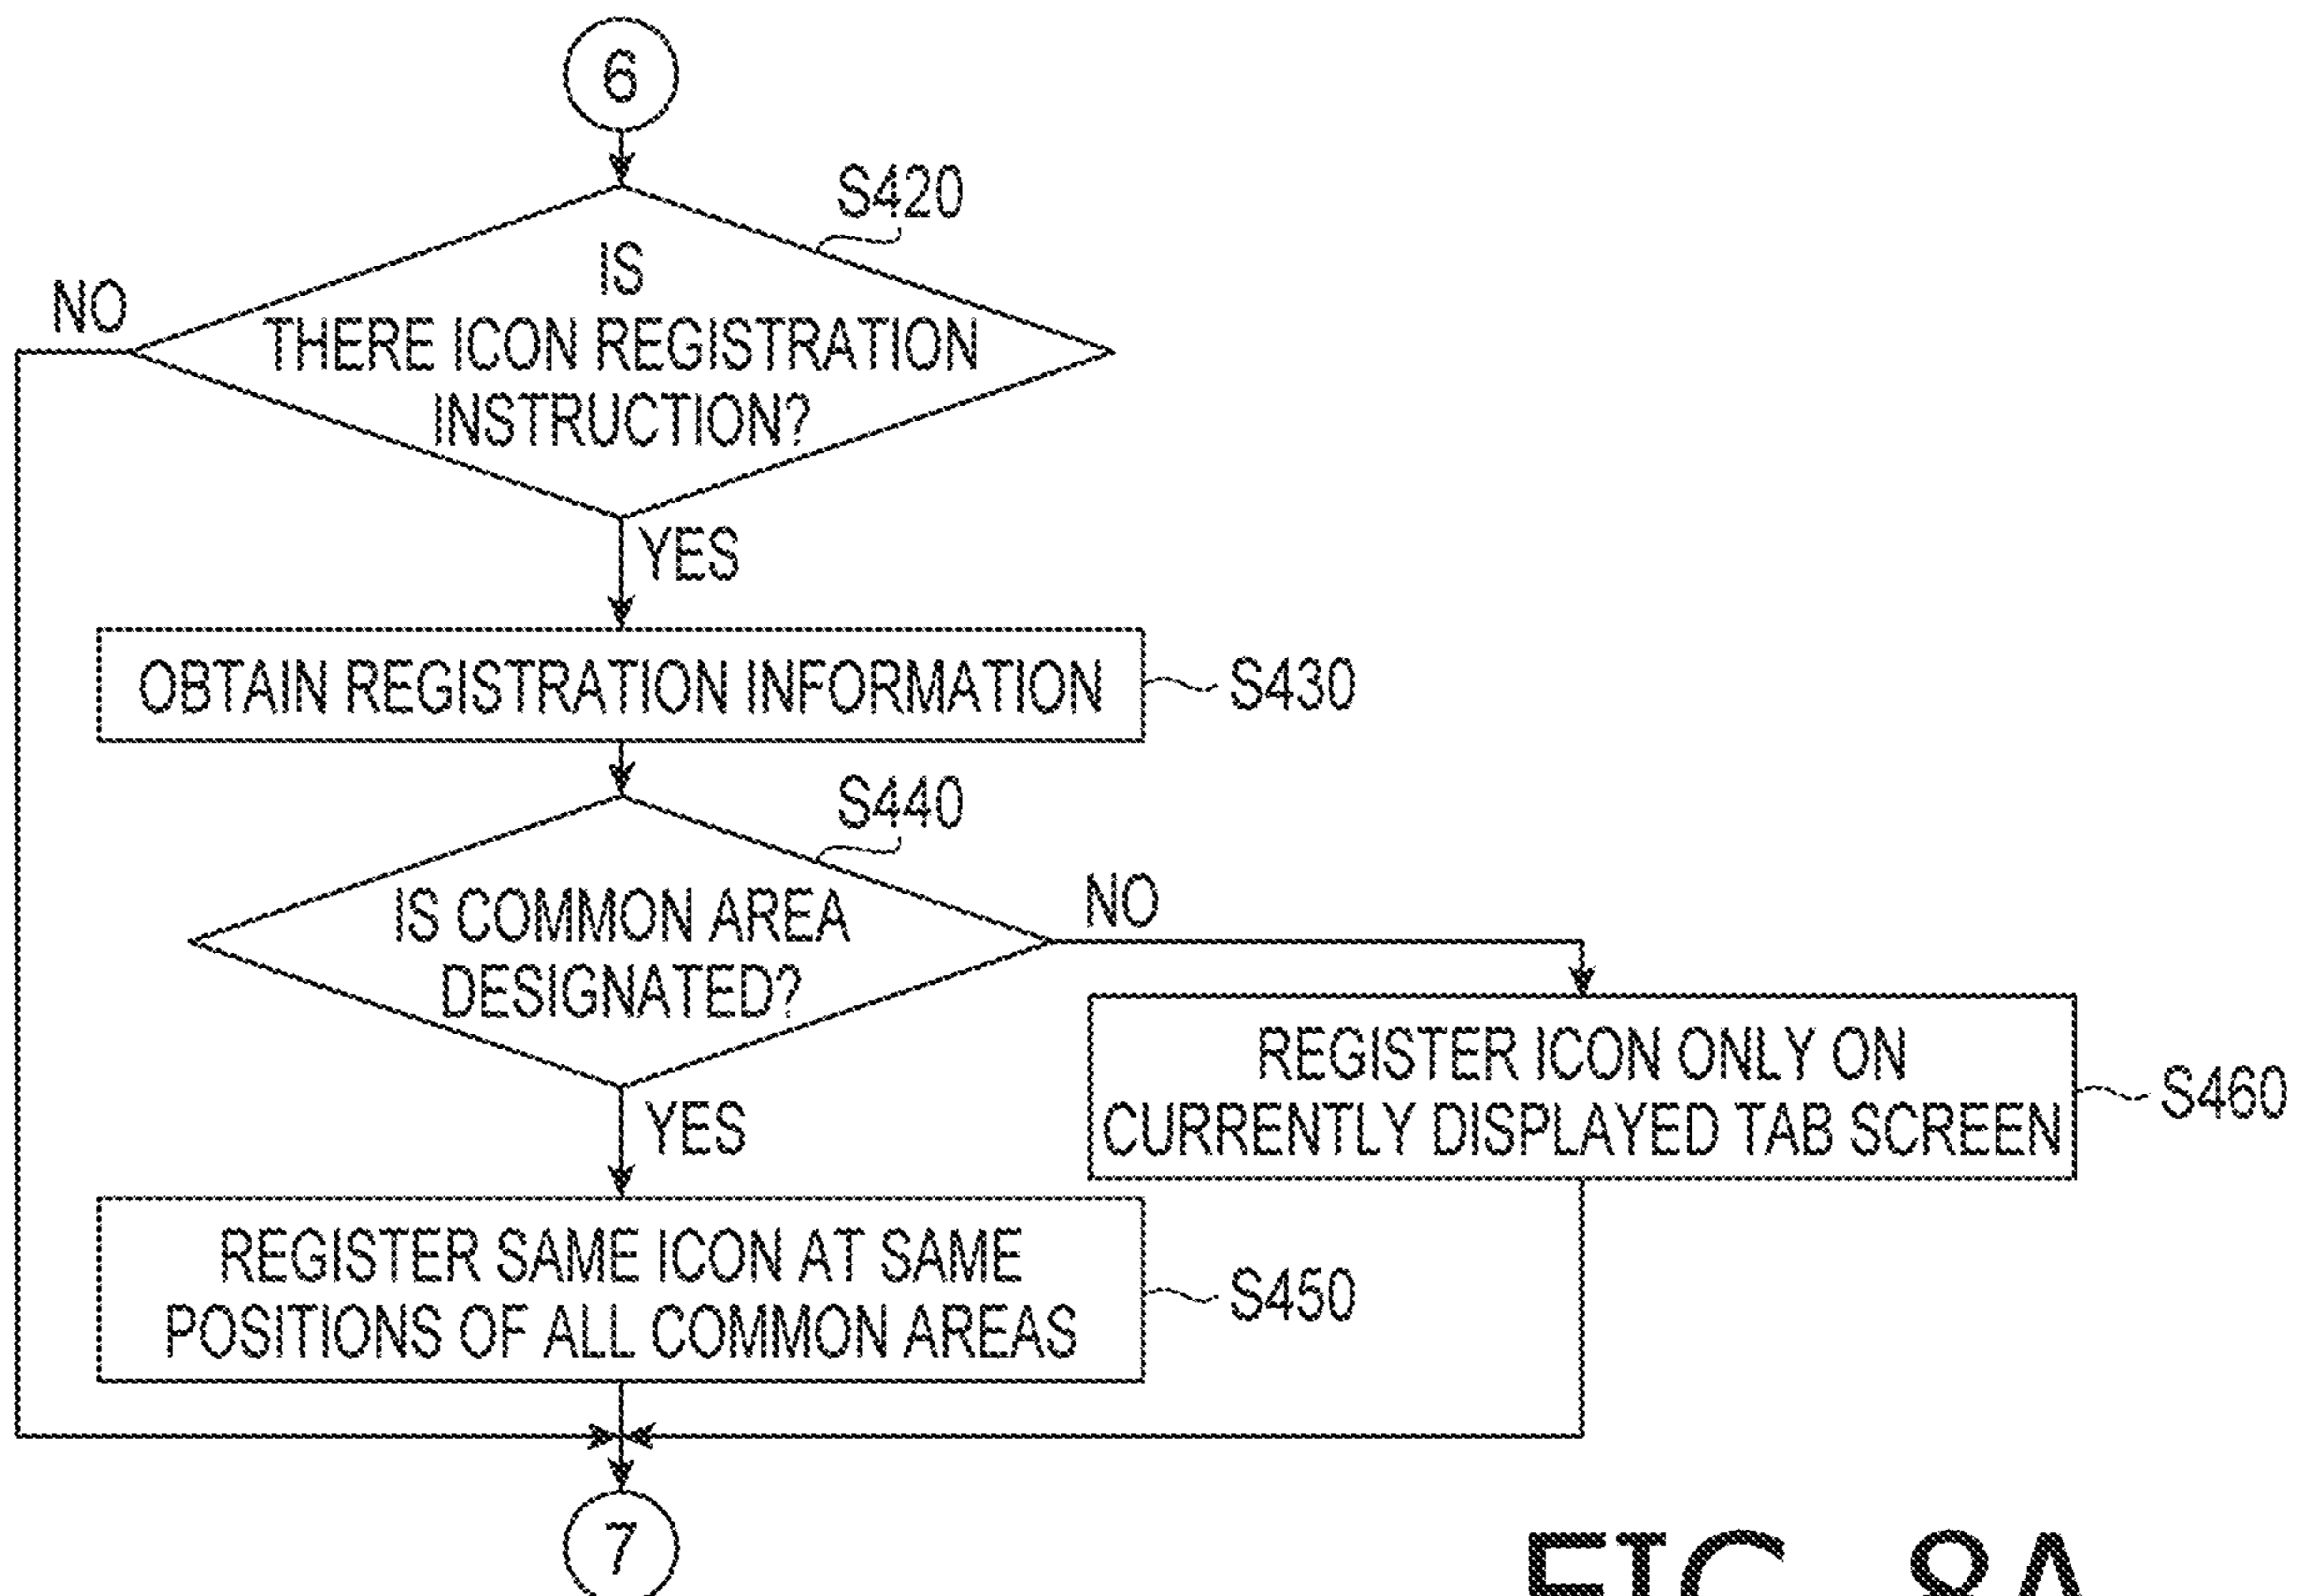 6
S420
NO
IS
THERE ICON REGISTRATION
INSTRUCTION?
YES
OBTAIN REGISTRATION INFORMATION
S430
S440
IS COMMON AREA
DESIGNATED?
NO
REGISTER ICON ONLY ON
CURRENTLY DISPLAYED TAB SCREEN
S460
YES
REGISTER SAME ICON AT SAME
POSITIONS OF ALL COMMON AREAS
S450
7
FIG. 8A